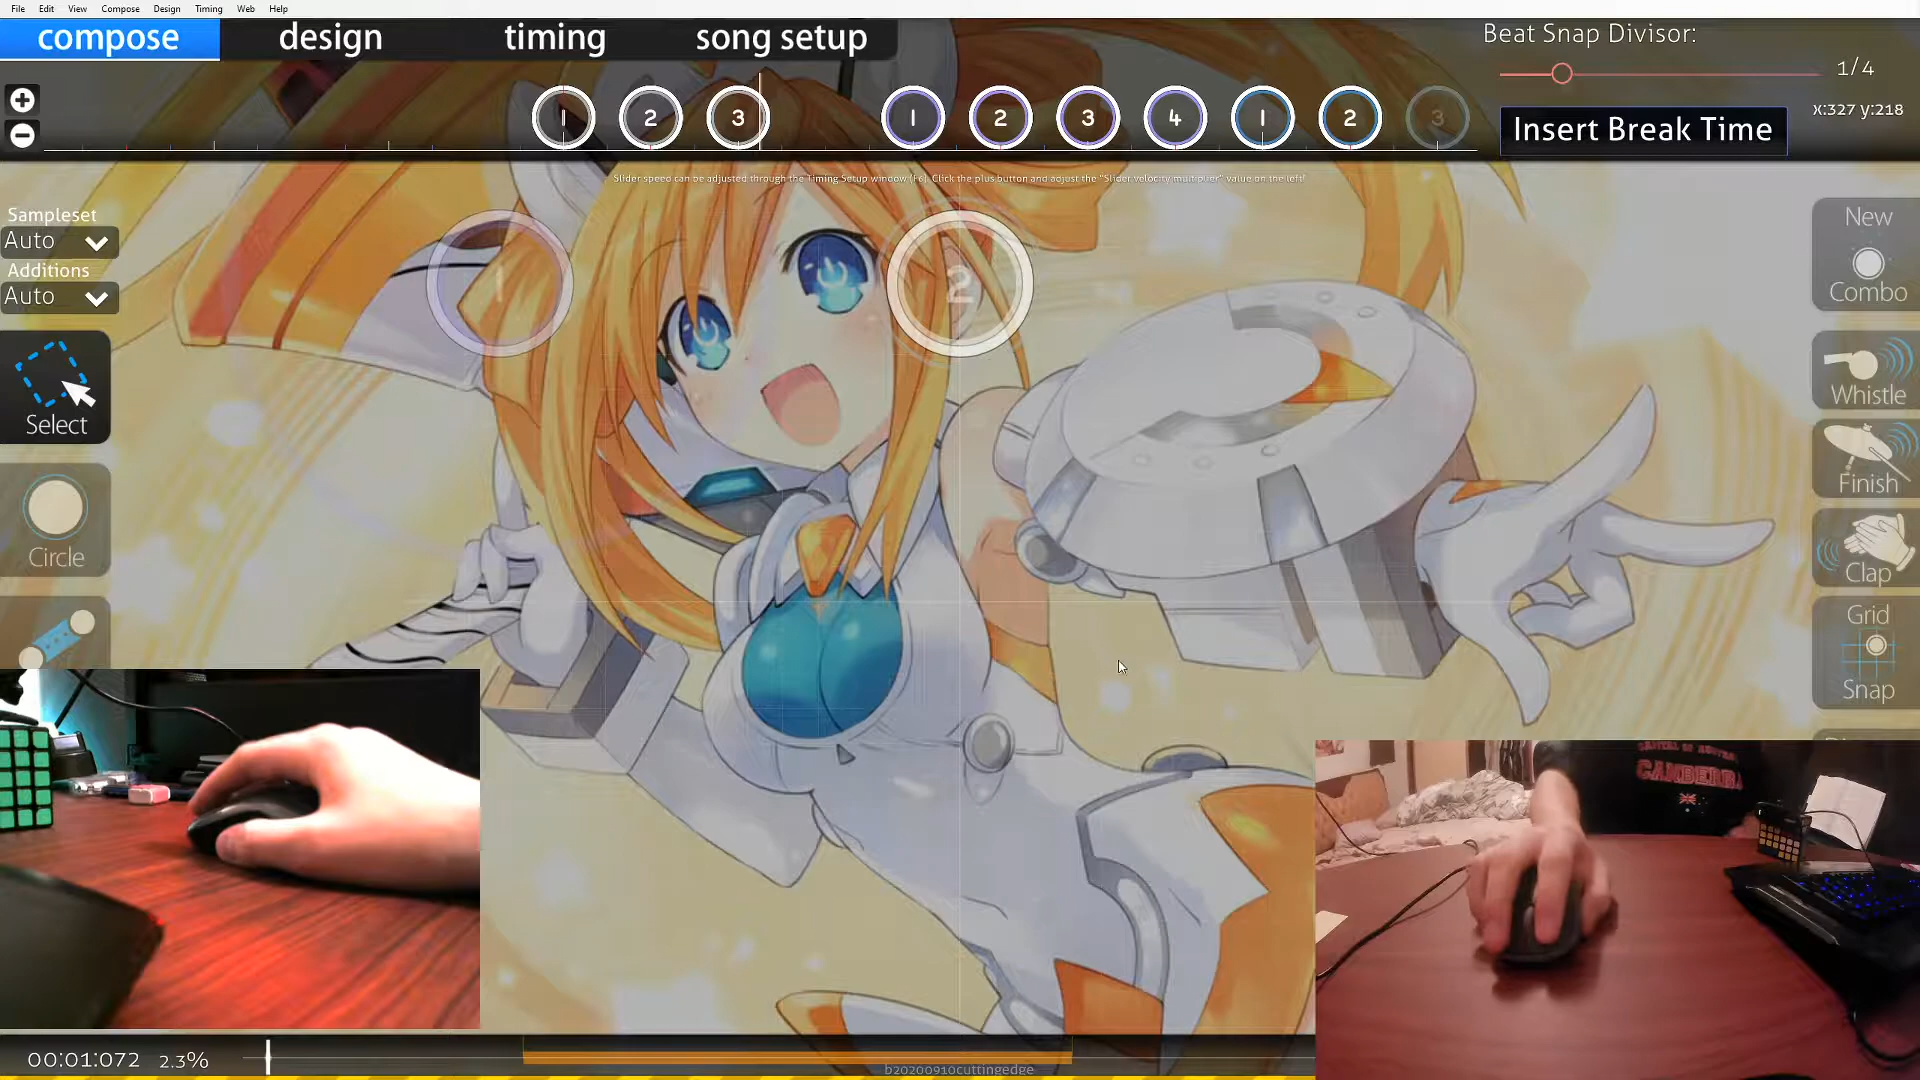 File Edit View Compose Design Timing Web Help
compose design timing song setup
Beat Snap Divisor:
1/4
x:327 y:218
Insert Break Time
1 2 3 1 2 3 4 1 2 3
Slider speed can be adjusted through the Timing Setup window (F6). Click the plus button and adjust the "Slider velocity multiplier" value on the left!
Sampleset
Auto
Additions
Auto
Select
Circle
1
2
New
Combo
Whistle
Finish
Clap
Grid
Snap
CANBERRA
00:01:072 2.3%
b20200910cuttingedge